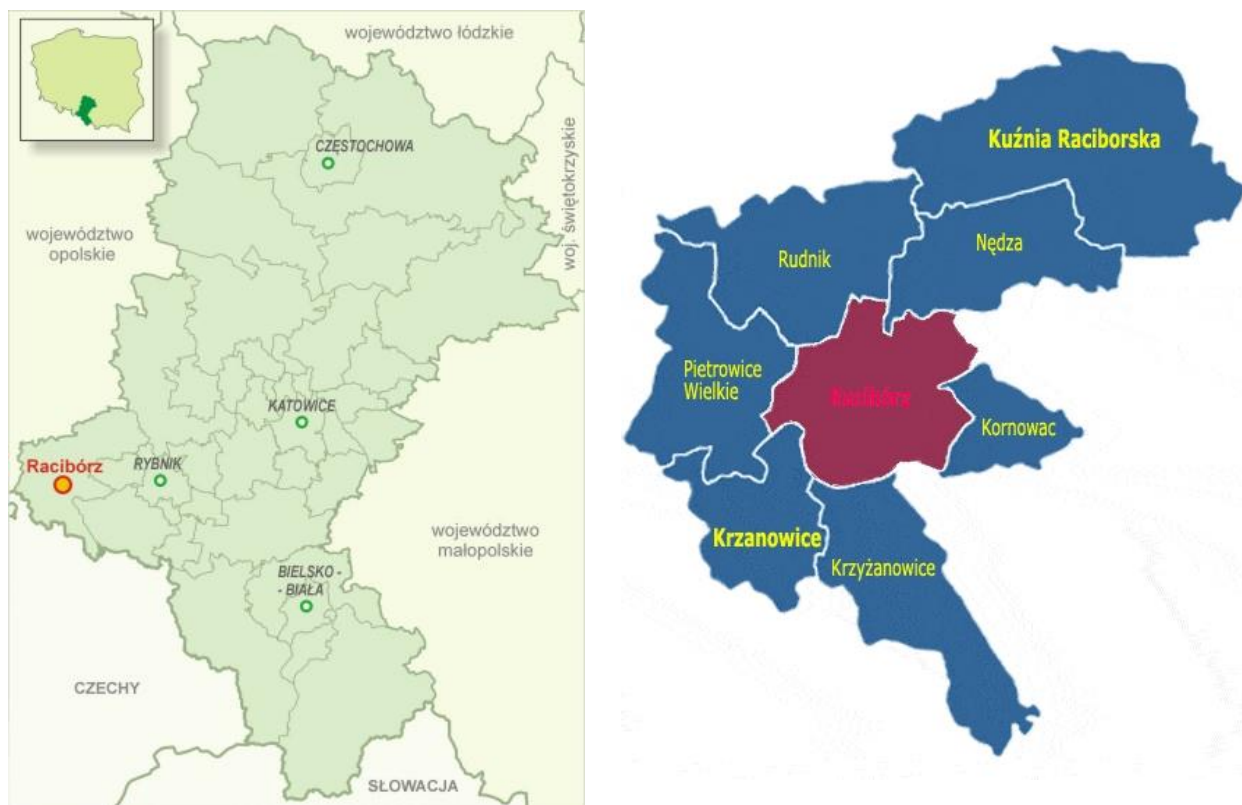 województwo łódzkie
CZĘSTOCHOWA
woj. świętokrzyskie
województwo
opolskie
KATOWICE
Racibórz
RYBNIK
województwo
małopolskie
BIELSKO -
- BIAŁA
CZECHY
SŁOWACJA
Kuźnia Raciborska
Nędza
Rudnik
Pietrowice
Wielkie
Racibórz
Kornowac
Krzanowice
Krzyżanowice